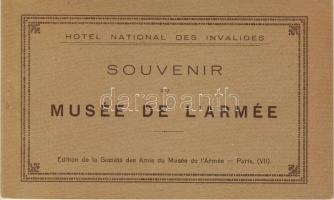 HOTEL NATIONAL DES INVALIDES
SOUVENIR
MUSÉE DE L'ARMÉE
Edition de la Société des Amis du Musée de l'Armée — Paris, (VII).
darabanth